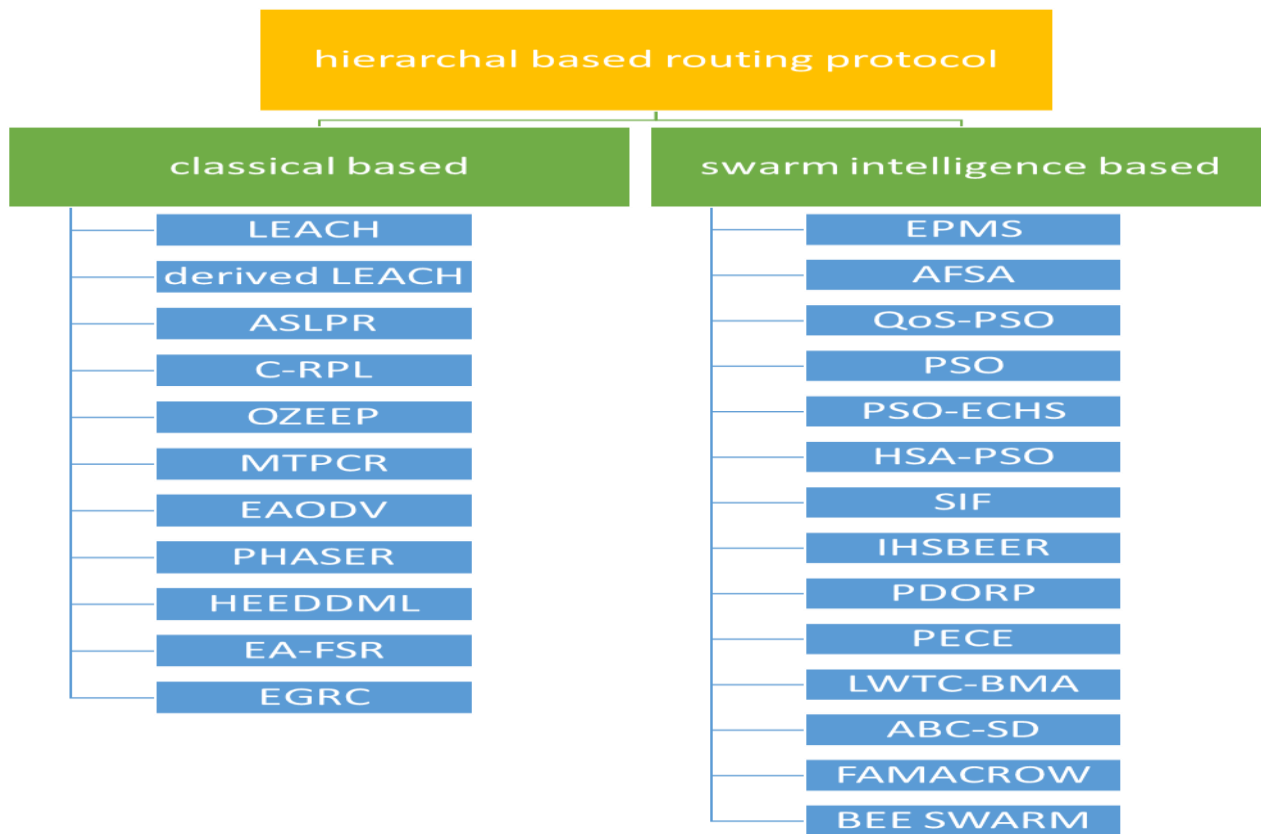 hierarchal based routing protocol
classical based
LEACH
derived LEACH
ASLPR
C-RPL
OZEEP
MTPCR
EAODV
PHASER
HEEDDML
EA-FSR
EGRC
swarm intelligence based
EPMS
AFSA
QoS-PSO
PSO
PSO-ECHS
HSA-PSO
SIF
IHSBEER
PDORP
PECE
LWTC-BMA
ABC-SD
FAMACROW
BEE SWARM